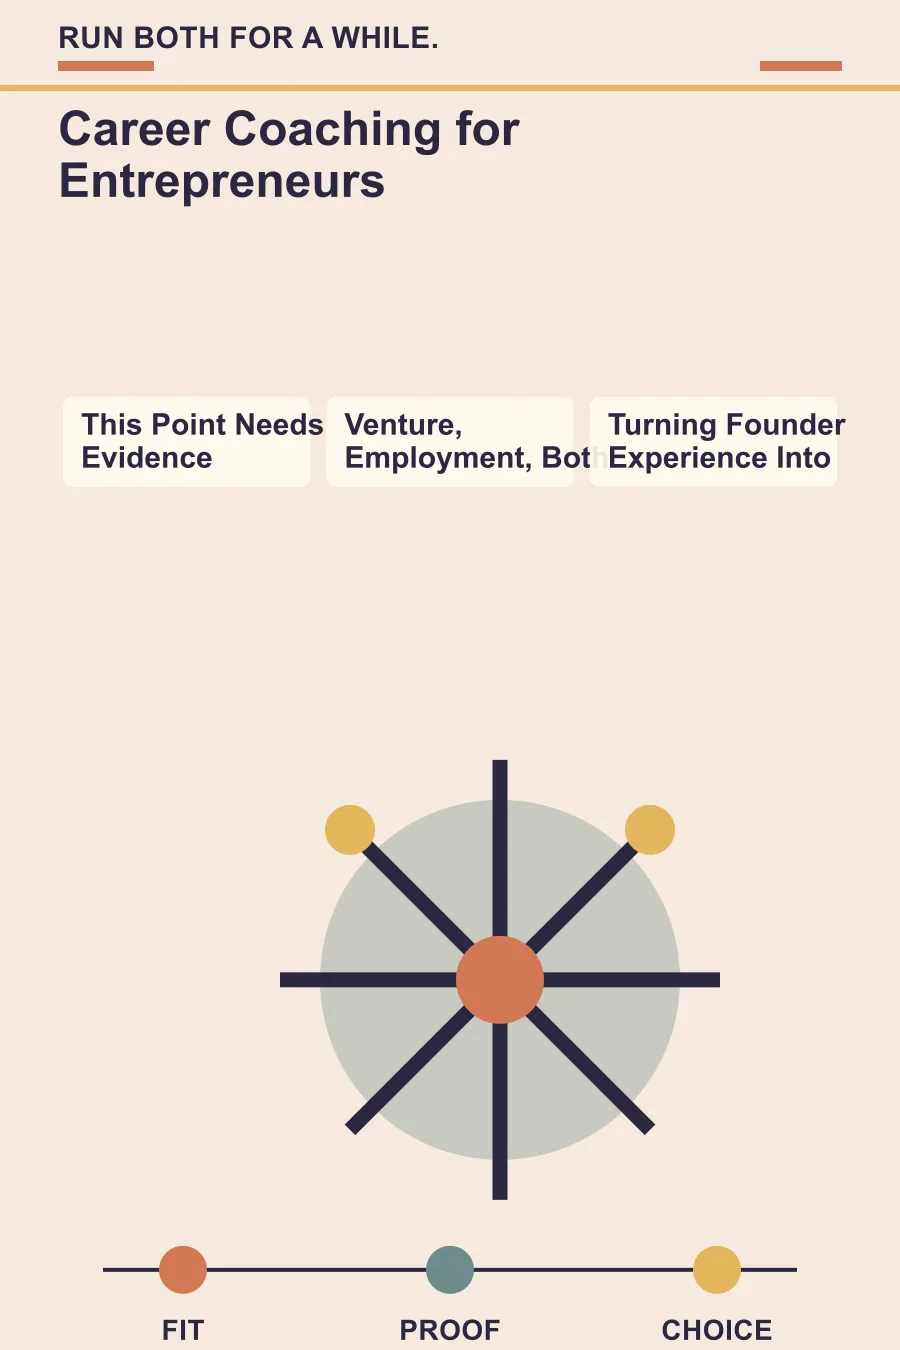 RUN BOTH FOR A WHILE.
Career Coaching for
Entrepreneurs
This Point Needs
Evidence
Venture,
Employment, Both
Turning Founder
Experience Into
FIT
PROOF
CHOICE